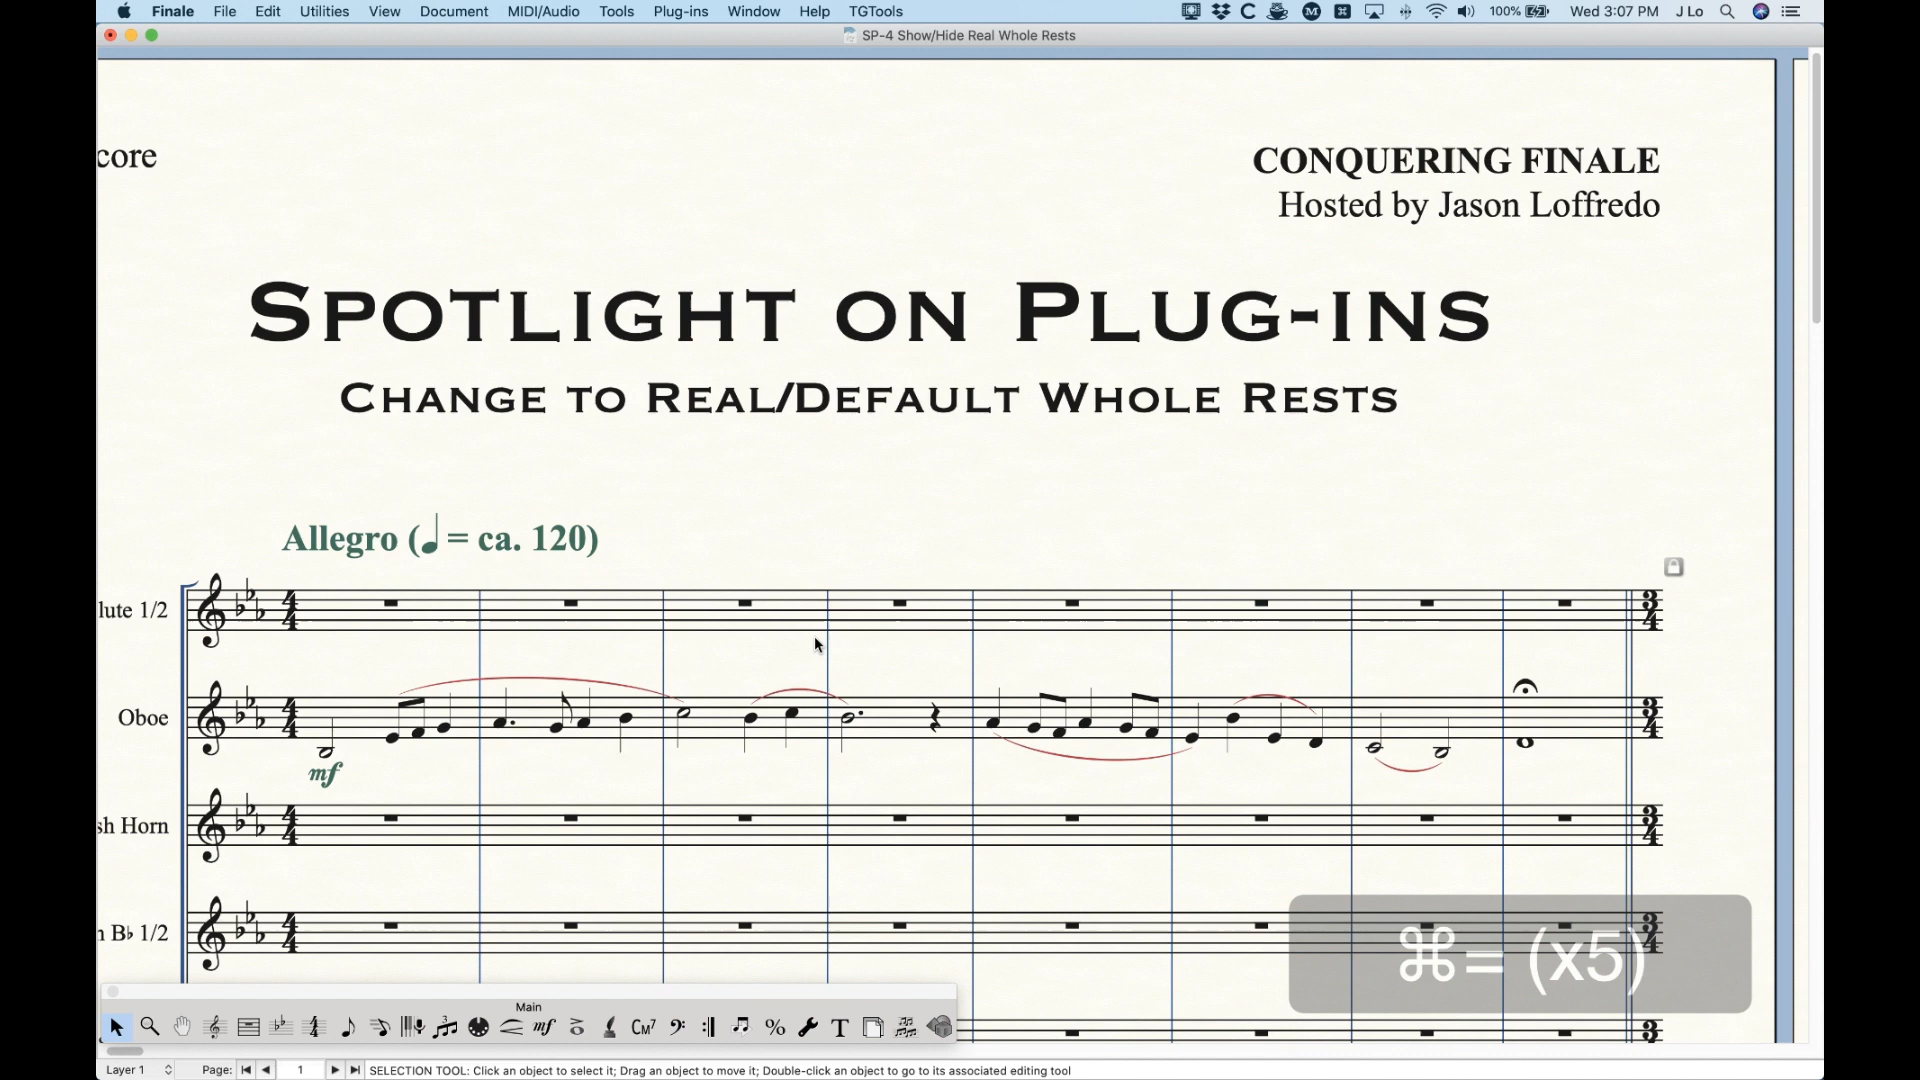 Finale File Edit Utilities View Document MIDI/Audio Tools Plug-ins Window Help TGTools 100% Wed 3:07 PM J Lo
SP-4 Show/Hide Real Whole Rests
core
CONQUERING FINALE
Hosted by Jason Loffredo
SPOTLIGHT ON PLUG-INS
CHANGE TO REAL/DEFAULT WHOLE RESTS
Allegro (♩ = ca. 120)
lute 1/2
Oboe
mf
sh Horn
n B♭ 1/2
⌘= (x5)
Main
mf CM7 % T
Layer 1 Page: 1 SELECTION TOOL: Click an object to select it; Drag an object to move it; Double-click an object to go to its associated editing tool